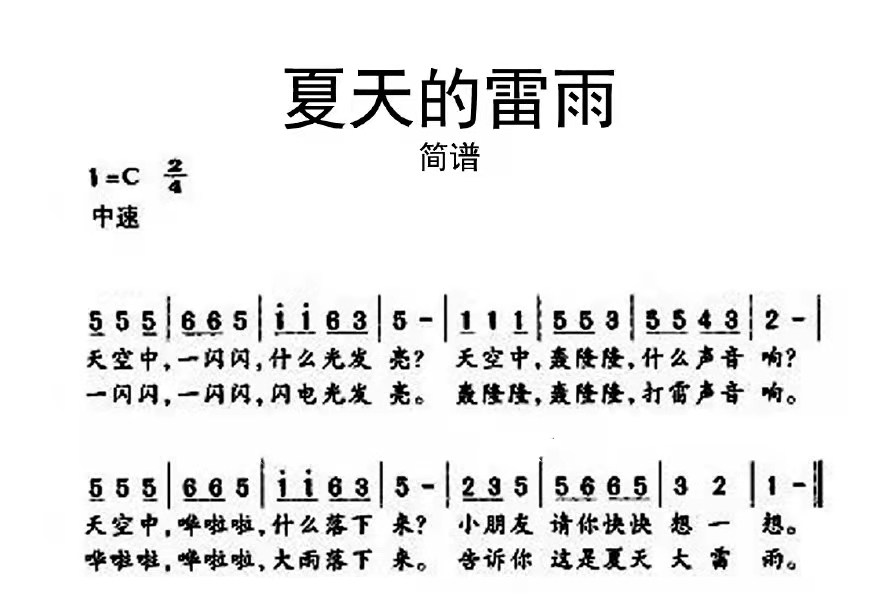 夏天的雷雨
简谱
1=C 2/4
中速
5 5 5 | 6 6 5 | i i 6 3 | 5 - | 1 1 1 | 5 5 3 | 5 5 4 3 | 2 - |
天空中,一闪闪,什么光发 亮? 天空中,轰隆隆,什么声音 响?
一闪闪,一闪闪,闪电光发 亮。 轰隆隆,轰隆隆,打雷声音 响。
5 5 5 | 6 6 5 | i i 6 3 | 5 - | 2 3 5 | 5 6 6 5 | 3 2 | 1 - ‖
天空中,哗啦啦,什么落下 来? 小朋友 请你快快 想 一 想。
哗啦啦,哗啦啦,大雨落下 来。 告诉你 这是夏天 大 雷 雨。